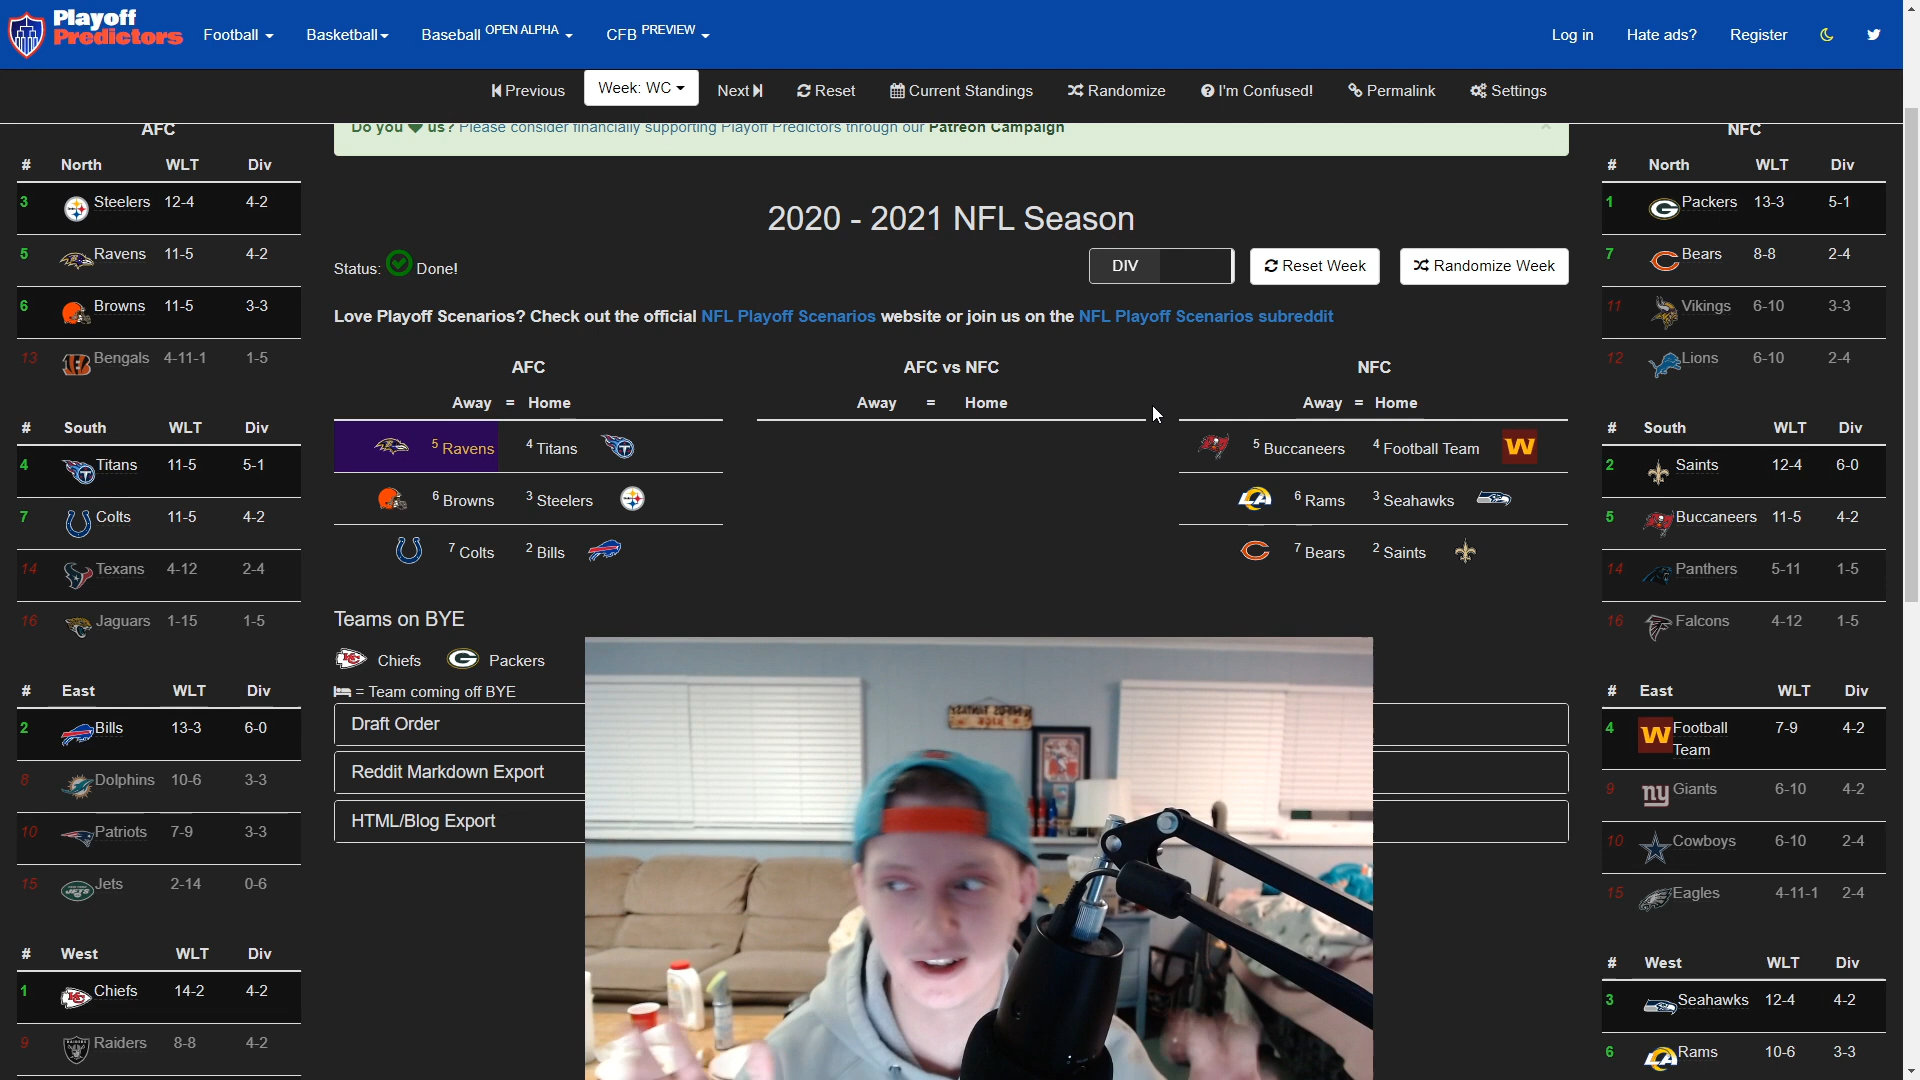 Playoff
Predictors
Football
Basketball
Baseball OPEN ALPHA
CFB PREVIEW
Log in
Hate ads?
Register
Previous
Week: WC
Next
Reset
Current Standings
Randomize
I'm Confused!
Permalink
Settings
Do you us? Please consider financially supporting Playoff Predictors through our Patreon Campaign
AFC
# North WLT Div
3 Steelers 12-4 4-2
5 Ravens 11-5 4-2
6 Browns 11-5 3-3
13 Bengals 4-11-1 1-5
# South WLT Div
4 Titans 11-5 5-1
7 Colts 11-5 4-2
14 Texans 4-12 2-4
16 Jaguars 1-15 1-5
# East WLT Div
2 Bills 13-3 6-0
8 Dolphins 10-6 3-3
10 Patriots 7-9 3-3
15 Jets 2-14 0-6
# West WLT Div
1 Chiefs 14-2 4-2
9 Raiders 8-8 4-2
2020 - 2021 NFL Season
Status: Done!
DIV
Reset Week
Randomize Week
Love Playoff Scenarios? Check out the official NFL Playoff Scenarios website or join us on the NFL Playoff Scenarios subreddit
AFC
Away = Home
5 Ravens 4 Titans
6 Browns 3 Steelers
7 Colts 2 Bills
AFC vs NFC
Away = Home
NFC
Away = Home
5 Buccaneers 4 Football Team
6 Rams 3 Seahawks
7 Bears 2 Saints
Teams on BYE
Chiefs Packers
= Team coming off BYE
Draft Order
Reddit Markdown Export
HTML/Blog Export
NFC
# North WLT Div
1 Packers 13-3 5-1
7 Bears 8-8 2-4
11 Vikings 6-10 3-3
12 Lions 6-10 2-4
# South WLT Div
2 Saints 12-4 6-0
5 Buccaneers 11-5 4-2
14 Panthers 5-11 1-5
16 Falcons 4-12 1-5
# East WLT Div
4 Football Team 7-9 4-2
9 Giants 6-10 4-2
10 Cowboys 6-10 2-4
15 Eagles 4-11-1 2-4
# West WLT Div
3 Seahawks 12-4 4-2
6 Rams 10-6 3-3